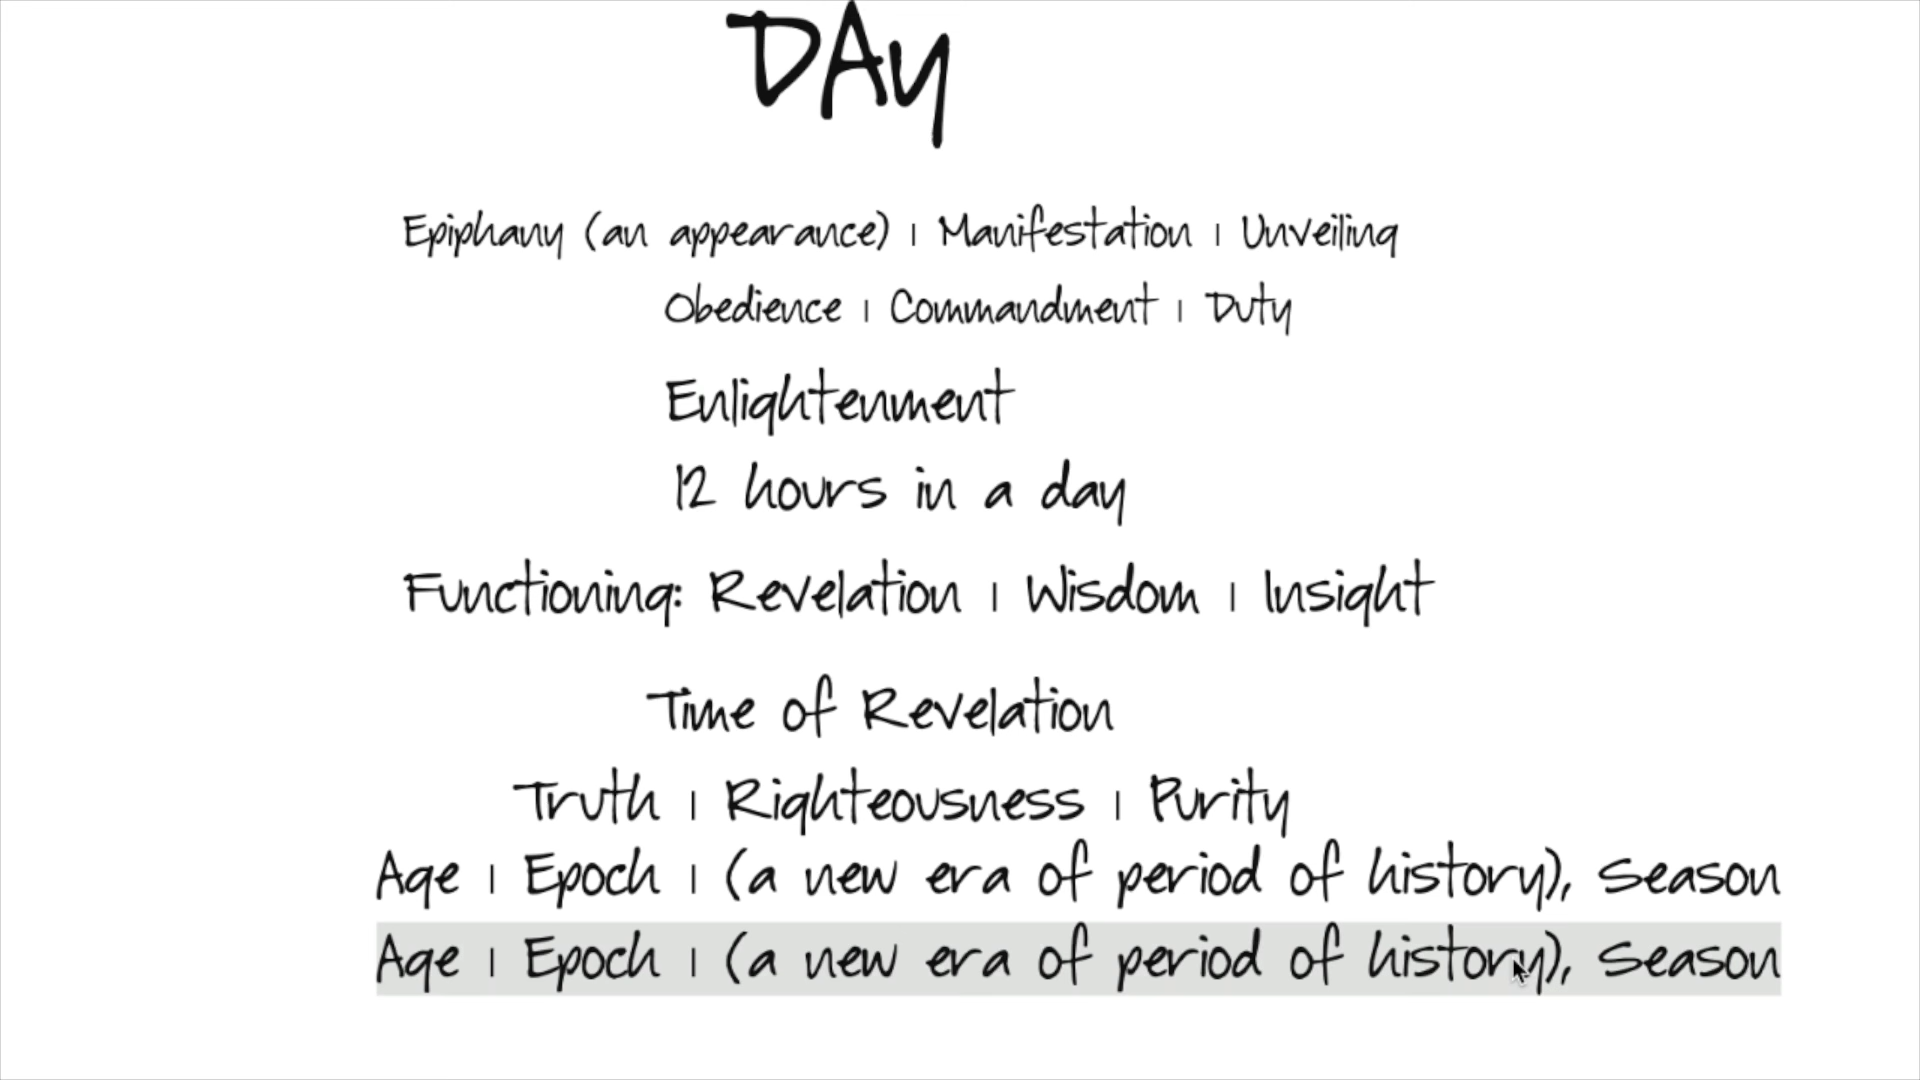 DAY
Epiphany (an appearance) | Manifestation | Unveiling
Obedience | Commandment | Duty
Enlightenment
12 hours in a day
Functioning: Revelation | Wisdom | Insight
Time of Revelation
Truth | Righteousness | Purity
Age | Epoch | (a new era of period of history), Season
Age | Epoch | (a new era of period of history), Season